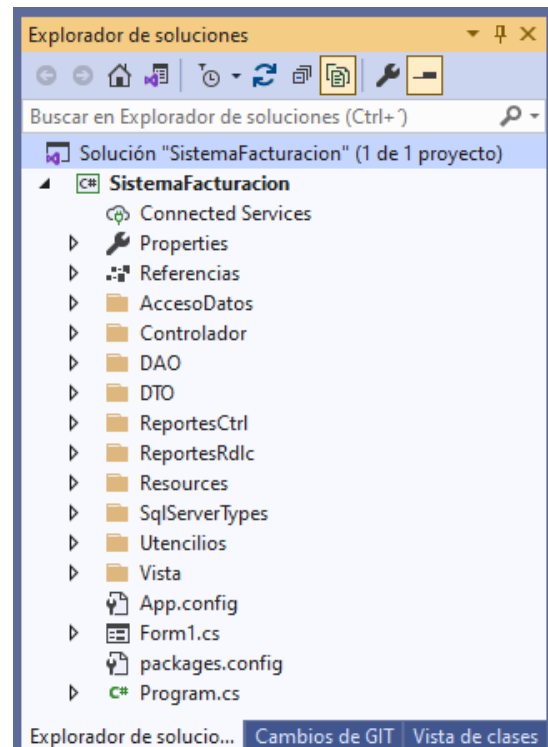 Explorador de soluciones
Buscar en Explorador de soluciones (Ctrl+´)
Solución "SistemaFacturacion" (1 de 1 proyecto)
C# SistemaFacturacion
Connected Services
Properties
Referencias
AccesoDatos
Controlador
DAO
DTO
ReportesCtrl
ReportesRdlc
Resources
SqlServerTypes
Utencilios
Vista
App.config
Form1.cs
packages.config
C# Program.cs
Explorador de solucio... Cambios de GIT Vista de clases